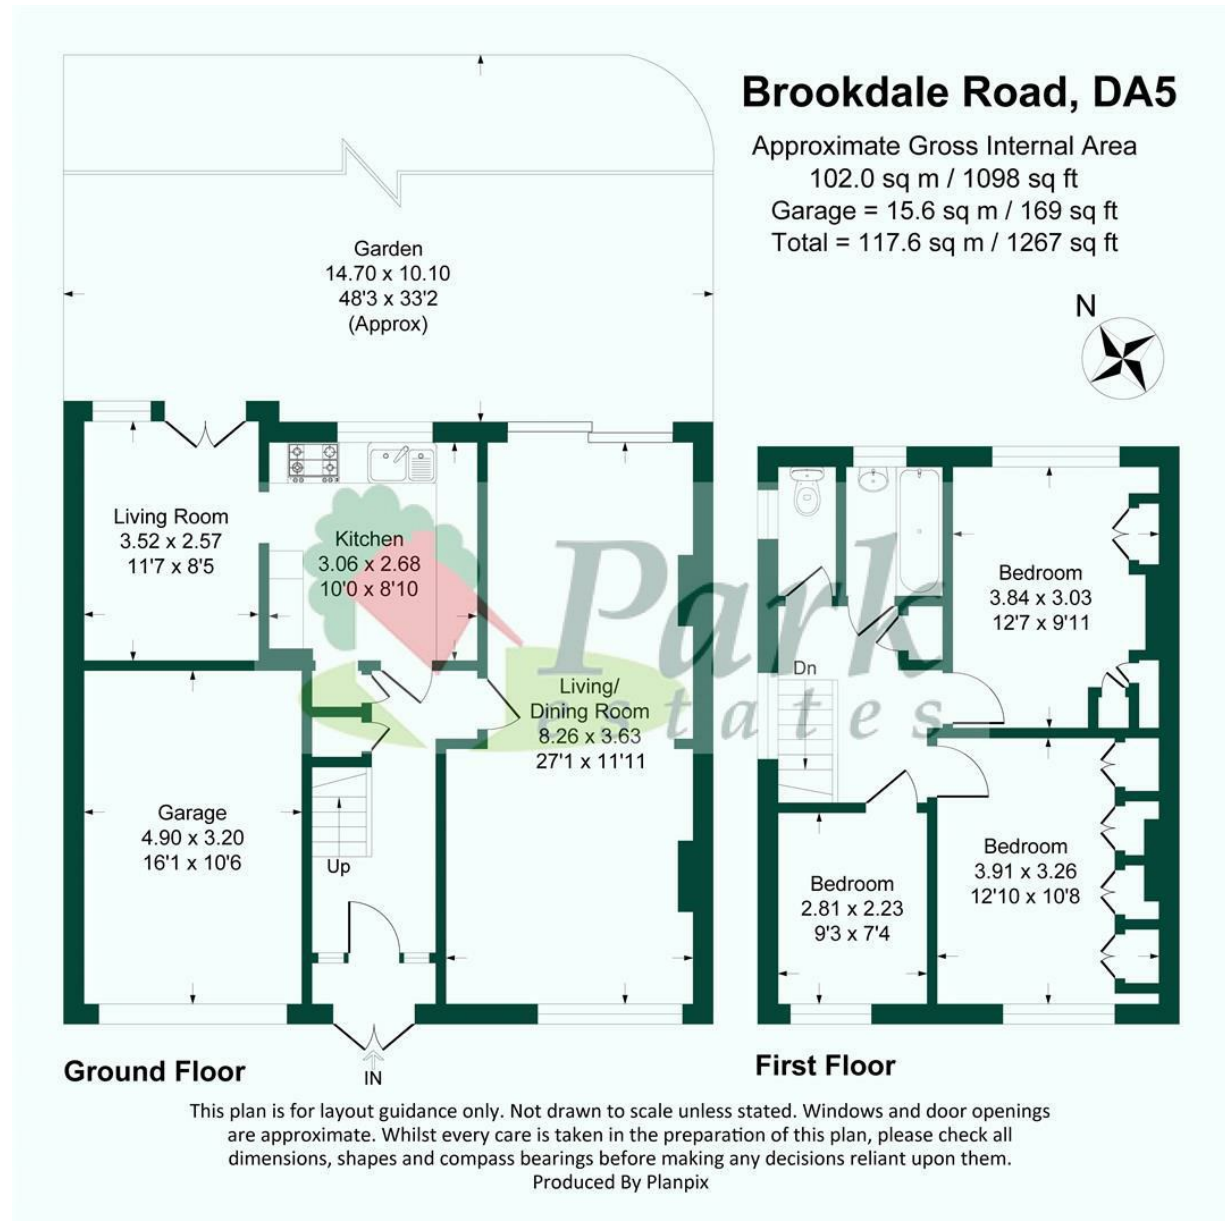 Brookdale Road, DA5
Approximate Gross Internal Area
102.0 sq m / 1098 sq ft
Garage = 15.6 sq m / 169 sq ft
Total = 117.6 sq m / 1267 sq ft
N
Garden
14.70 x 10.10
48'3 x 33'2
(Approx)
Living Room
3.52 x 2.57
11'7 x 8'5
Kitchen
3.06 x 2.68
10'0 x 8'10
Living/
Dining Room
8.26 x 3.63
27'1 x 11'11
Garage
4.90 x 3.20
16'1 x 10'6
Up
IN
Ground Floor
Park
estates
Bedroom
3.84 x 3.03
12'7 x 9'11
Dn
Bedroom
3.91 x 3.26
12'10 x 10'8
Bedroom
2.81 x 2.23
9'3 x 7'4
First Floor
This plan is for layout guidance only. Not drawn to scale unless stated. Windows and door openings
are approximate. Whilst every care is taken in the preparation of this plan, please check all
dimensions, shapes and compass bearings before making any decisions reliant upon them.
Produced By Planpix